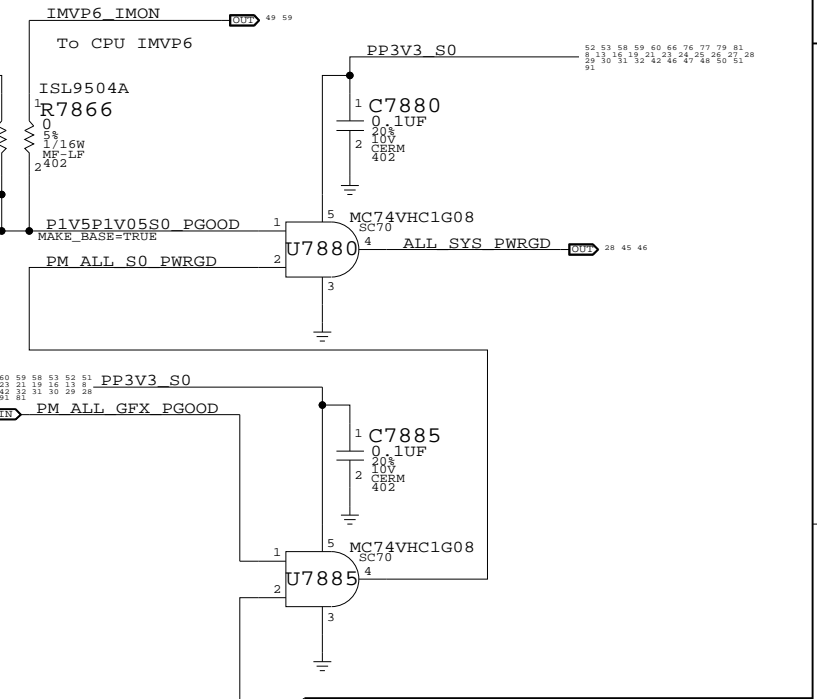 IMVP6_IMON
OUT
49 59
To CPU IMVP6
PP3V3_S0
52 53 58 59 60 66 76 77 79 81
8 13 16 19 21 23 24 25 26 27 28
29 30 31 32 42 46 47 48 50 51
91
ISL9504A
1
R7866
0
5%
1/16W
MF-LF
402
2
1
C7880
0.1UF
20%
10V
CERM
402
2
P1V5P1V05S0_PGOOD
MAKE_BASE=TRUE
1
5
MC74VHC1G08
SC70
U7880
4
ALL_SYS_PWRGD
OUT
28 45 46
PM_ALL_S0_PWRGD
2
3
60 59 58 53 52 51
23 21 19 16 13 8
42 32 31 30 29 28
91 81
PP3V3_S0
IN
PM_ALL_GFX_PGOOD
1
C7885
0.1UF
20%
10V
CERM
402
2
1
5
MC74VHC1G08
SC70
U7885
4
2
3